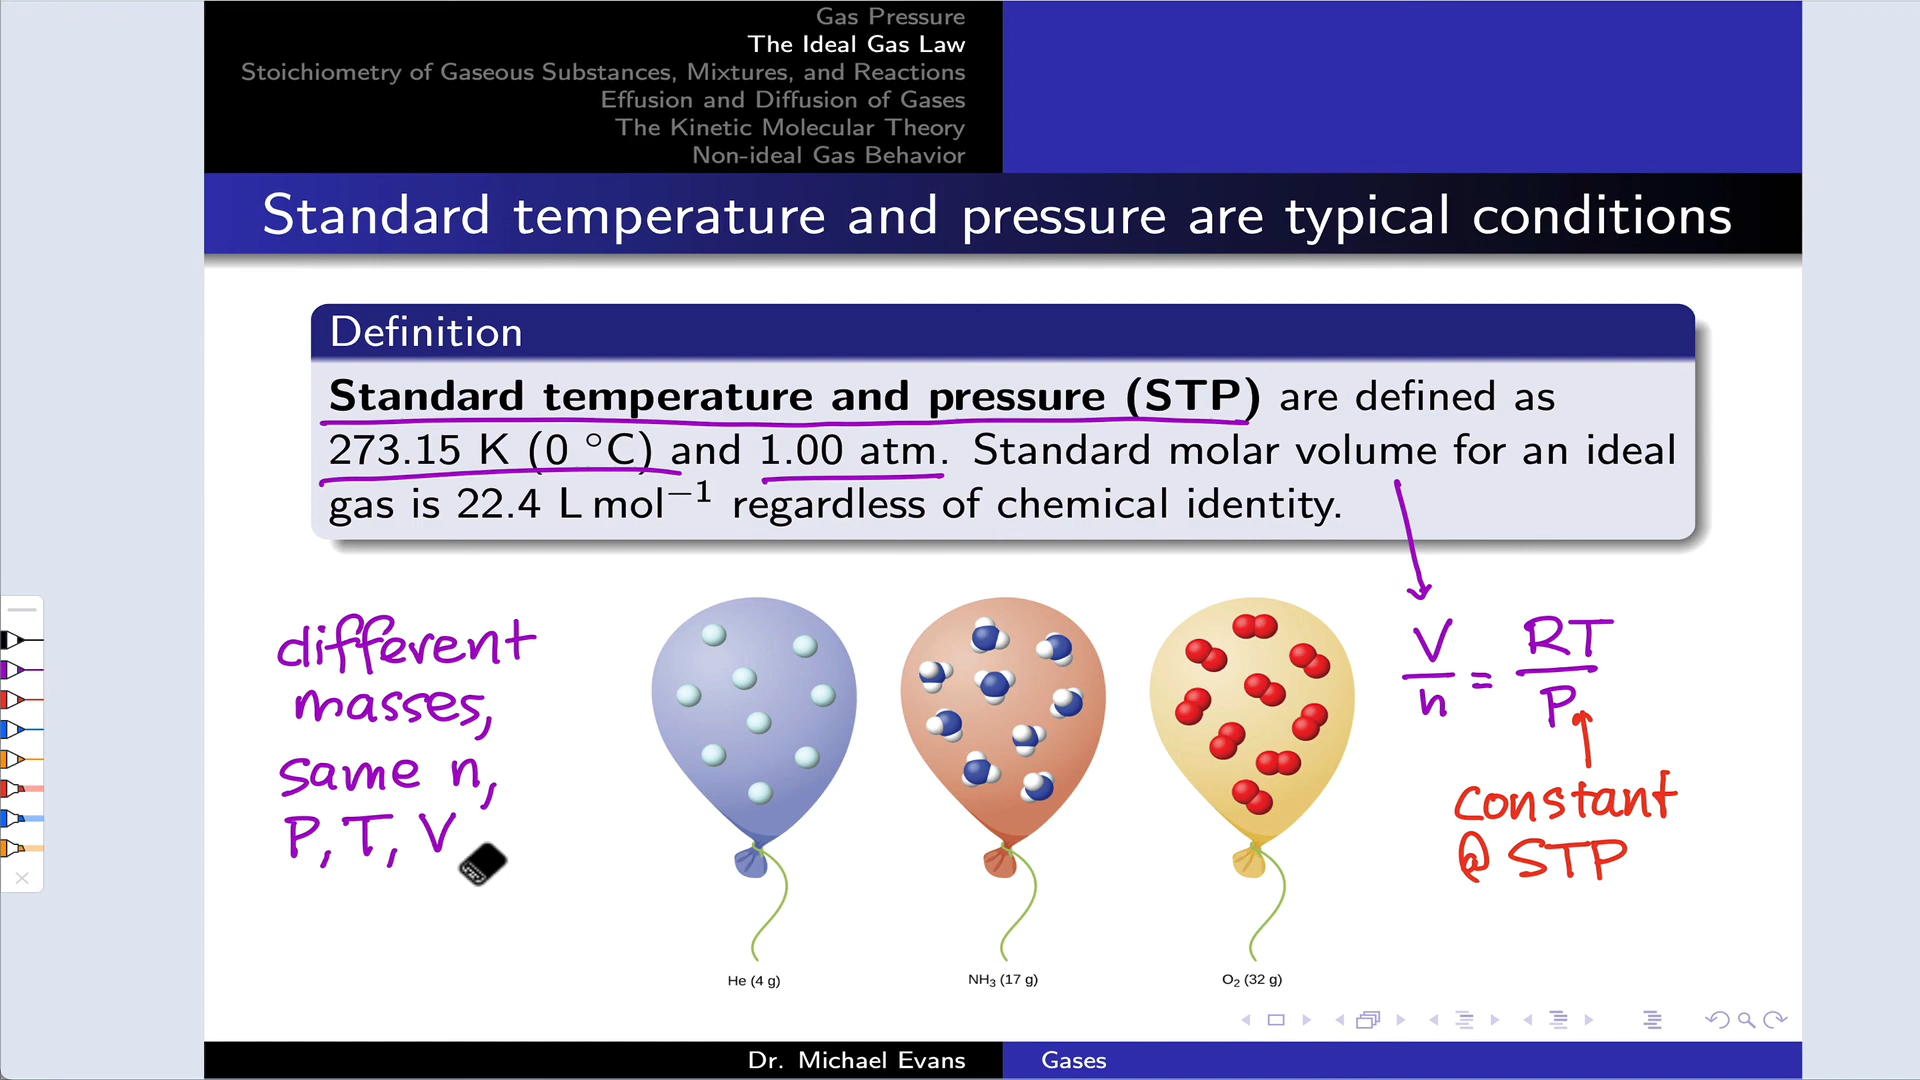 Gas Pressure
The Ideal Gas Law
Stoichiometry of Gaseous Substances, Mixtures, and Reactions
Effusion and Diffusion of Gases
The Kinetic Molecular Theory
Non-ideal Gas Behavior
Standard temperature and pressure are typical conditions
Definition
Standard temperature and pressure (STP) are defined as
273.15 K (0 °C) and 1.00 atm. Standard molar volume for an ideal
gas is 22.4 L mol⁻¹ regardless of chemical identity.
different
masses,
same n,
P, T, V
V/n = RT/P
constant
@ STP
He (4 g)
NH₃ (17 g)
O₂ (32 g)
Dr. Michael Evans
Gases